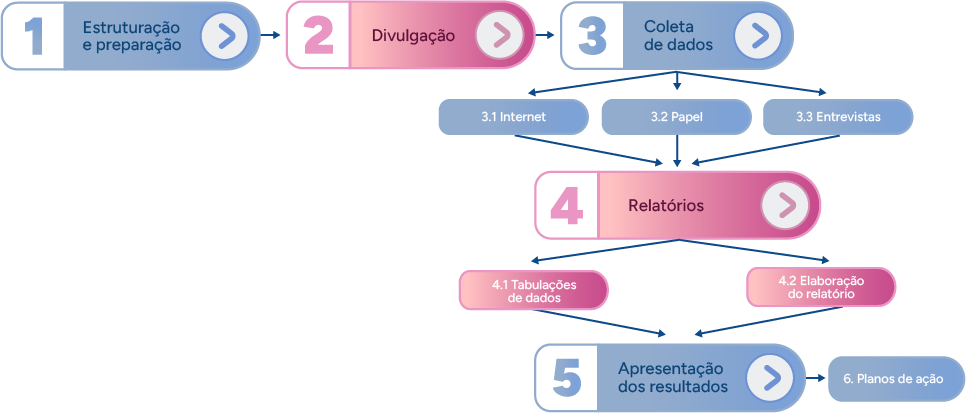 1
Estruturação
e preparação
2
Divulgação
3
Coleta
de dados
3.1 Internet
3.2 Papel
3.3 Entrevistas
4
Relatórios
4.1 Tabulações
de dados
4.2 Elaboração
do relatório
5
Apresentação
dos resultados
6. Planos de ação